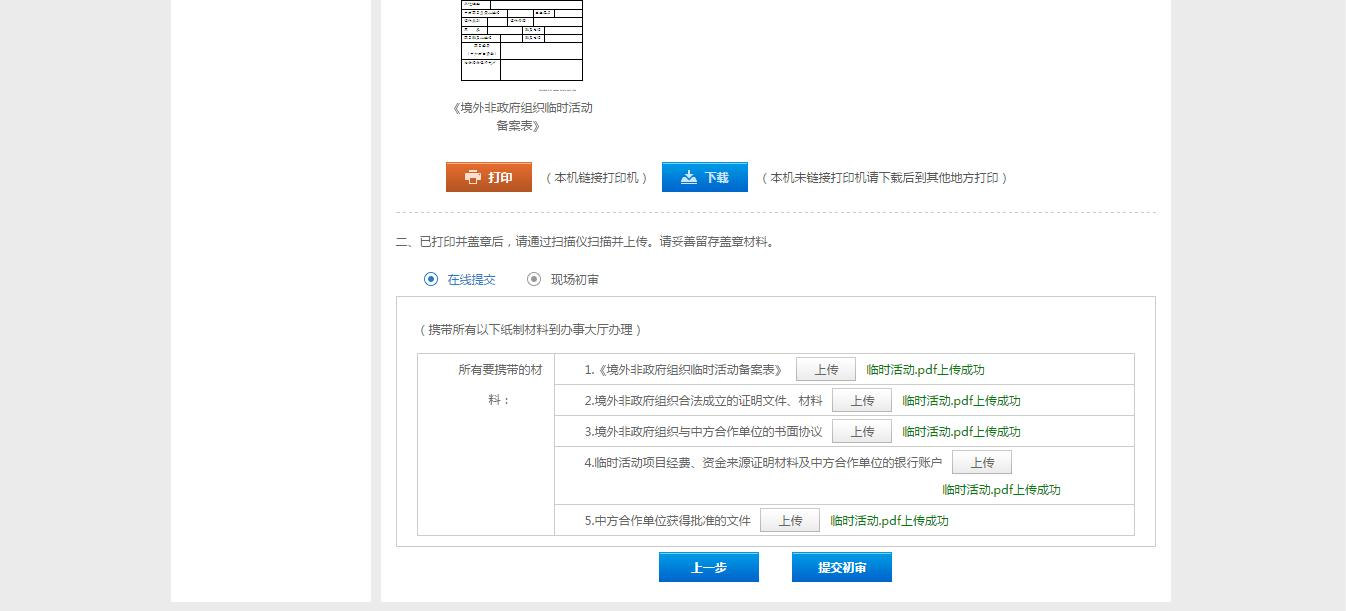 《境外非政府组织临时活动
备案表》
打印 （本机链接打印机） 下载 （本机未链接打印机请下载后到其他地方打印）
二、已打印并盖章后，请通过扫描仪扫描并上传。请妥善留存盖章材料。
在线提交 现场初审
（携带所有以下纸制材料到办事大厅办理）
所有要携带的材
料：
1.《境外非政府组织临时活动备案表》 上传 临时活动.pdf上传成功
2.境外非政府组织合法成立的证明文件、材料 上传 临时活动.pdf上传成功
3.境外非政府组织与中方合作单位的书面协议 上传 临时活动.pdf上传成功
4.临时活动项目经费、资金来源证明材料及中方合作单位的银行账户 上传
临时活动.pdf上传成功
5.中方合作单位获得批准的文件 上传 临时活动.pdf上传成功
上一步 提交初审